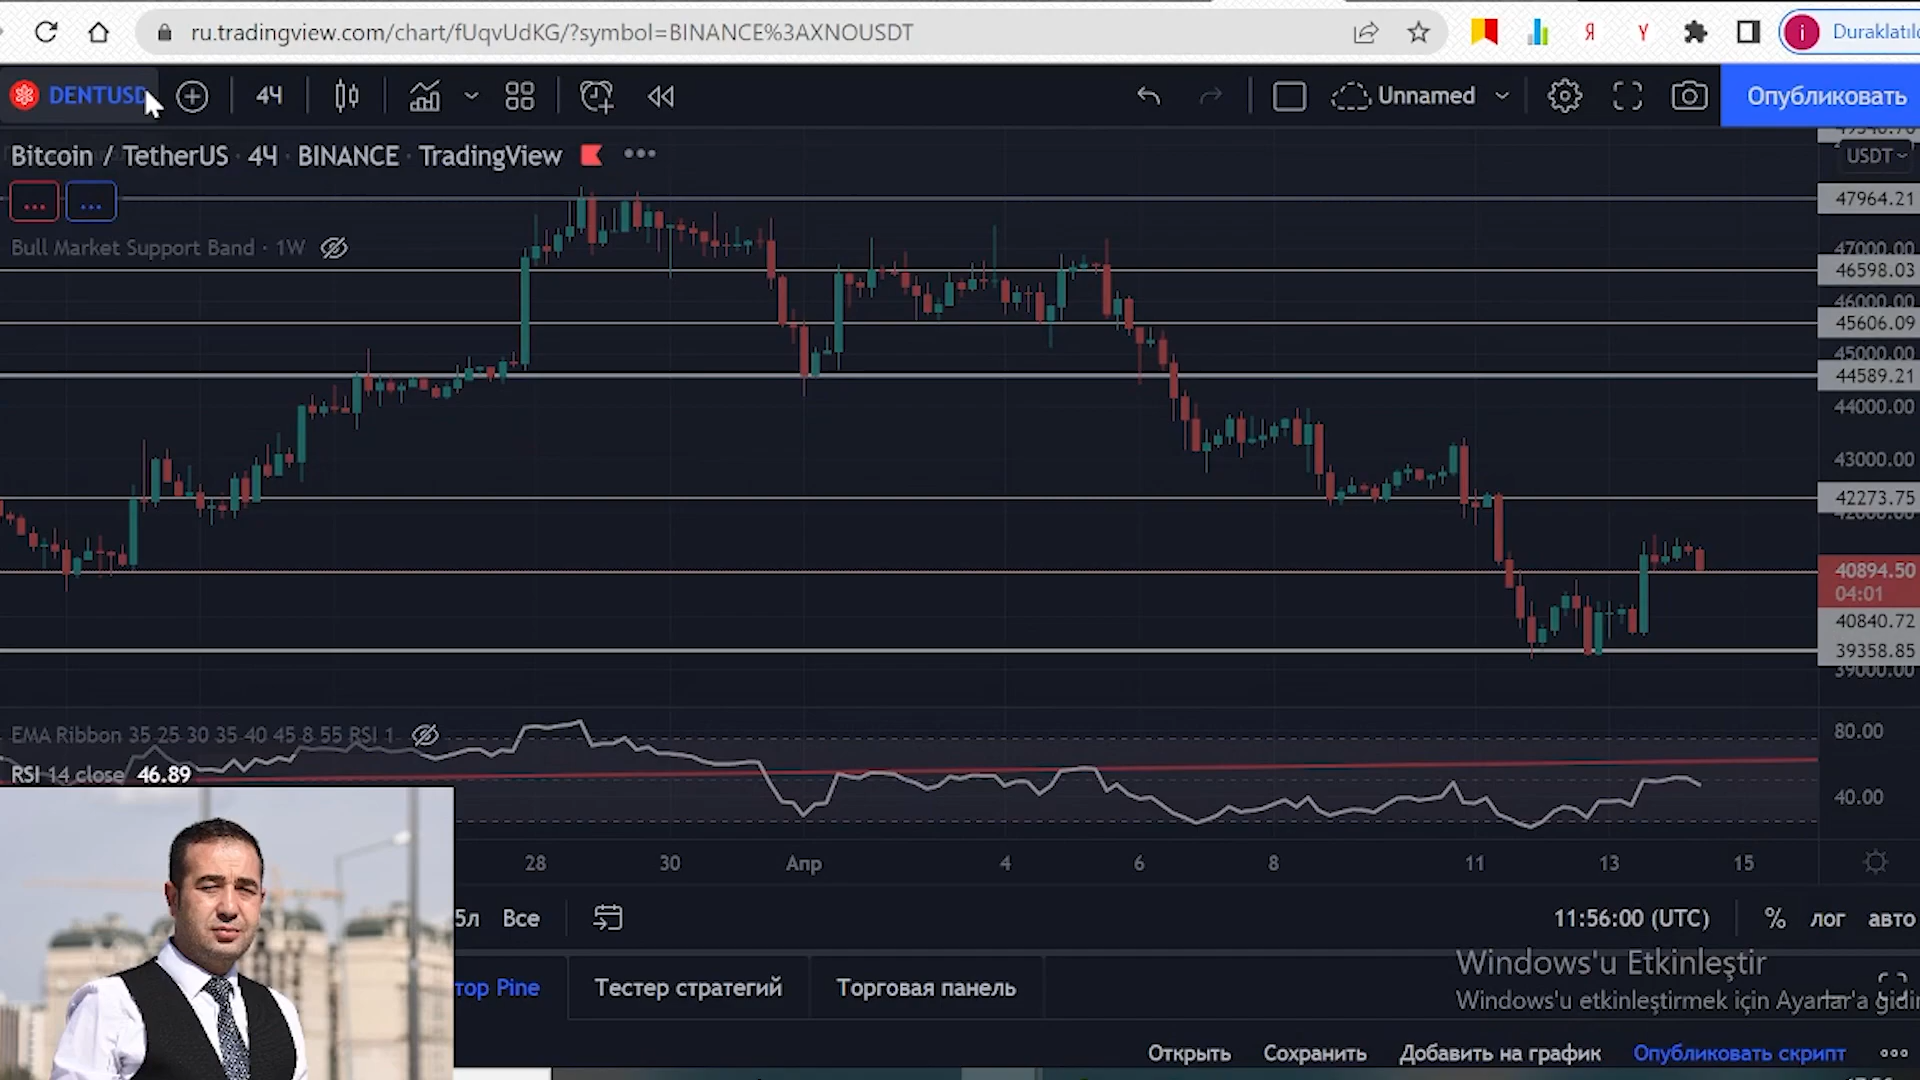 ru.tradingview.com/chart/fUqvUdKG/?symbol=BINANCE%3AXNOUSDT
Duraklatıld
DENTUSD
4Ч
Unnamed
Опубликовать
Bitcoin / TetherUS · 4Ч · BINANCE · TradingView
USDT
47964.21
Bull Market Support Band · 1W
47000.00
46598.03
46000.00
45606.09
45000.00
44589.21
44000.00
43000.00
42273.75
42000.00
40894.50
04:01
40840.72
39358.85
39000.00
EMA Ribbon 35 25 30 35 40 45 8 55 RSI 1
80.00
RSI 14 close 46.89
40.00
28 30 Апр 4 6 8 11 13 15
5л Все
11:56:00 (UTC) % лог авто
Windows'u Etkinleştir
тор Pine Тестер стратегий Торговая панель
Windows'u etkinleştirmek için Ayarlar'a gidin
Открыть Сохранить Добавить на график Опубликовать скрипт